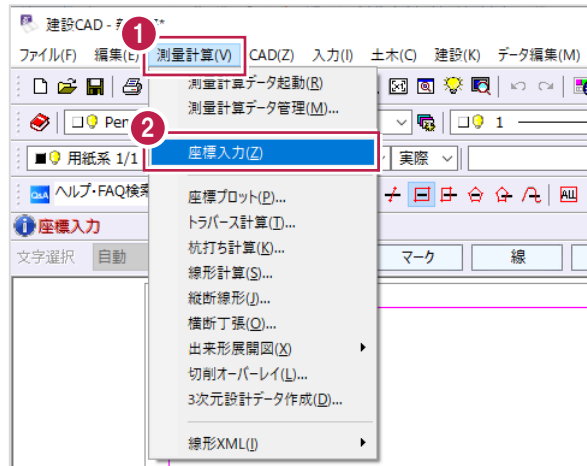 建設CAD -
1
ファイル(F) 編集(E) 測量計算(V) CAD(Z) 入力(I) 土木(C) 建設(K) データ編集(M)
測量計算データ起動(R)
測量計算データ管理(M)...
Per
1
2
座標入力(Z)
用紙系 1/1
実際
ヘルプ・FAQ検索
座標プロット(P)...
ALL
座標入力
トラバース計算(T)...
文字選択 自動
杭打ち計算(K)...
マーク
線
線形計算(S)...
縦断線形(J)...
横断丁張(O)...
出来形展開図(X)
切削オーバーレイ(L)...
3次元設計データ作成(D)...
線形XML(I)